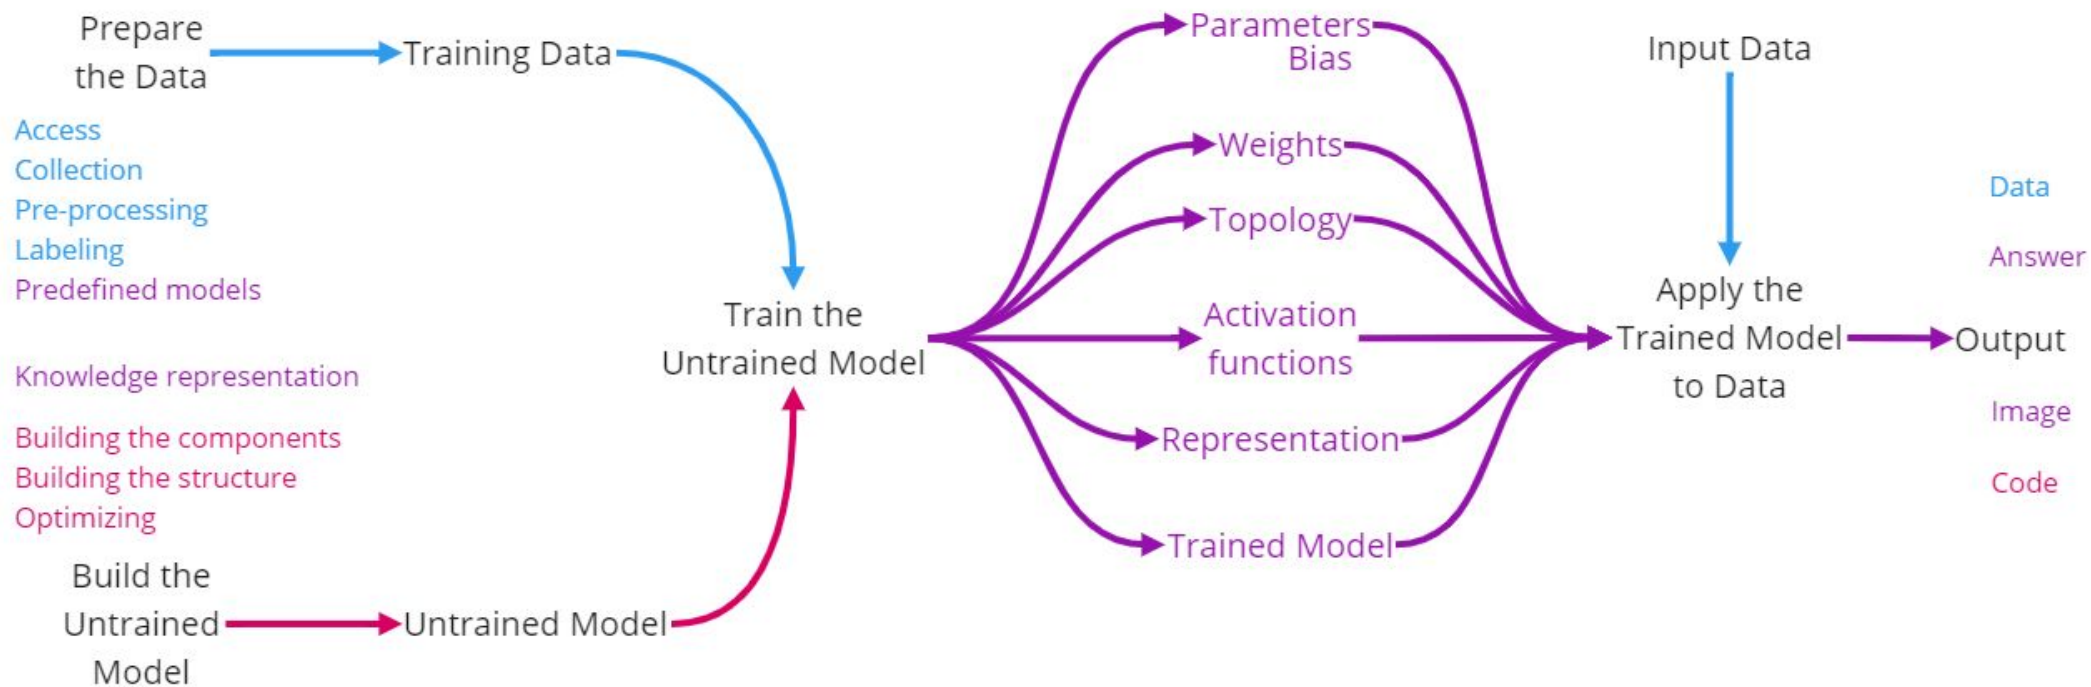 Prepare
the Data
Training Data
Access
Collection
Pre-processing
Labeling
Predefined models
Knowledge representation
Building the components
Building the structure
Optimizing
Build the
Untrained
Model
Untrained Model
Train the
Untrained Model
Parameters
Bias
Weights
Topology
Activation
functions
Representation
Trained Model
Input Data
Apply the
Trained Model
to Data
Data
Answer
Output
Image
Code